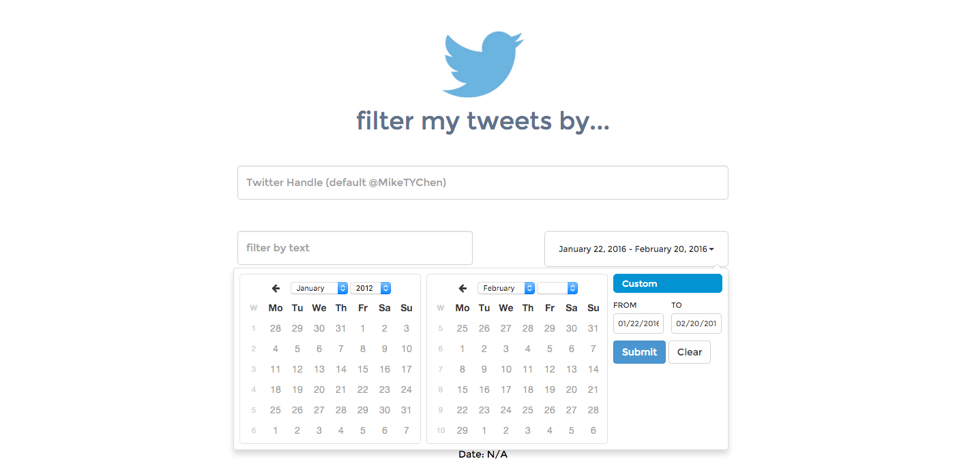 filter my tweets by...
Twitter Handle (default @MikeTYChen)
filter by text
January 22, 2016 - February 20, 2016
January 2012
W Mo Tu We Th Fr Sa Su
1 28 29 30 31 1 2 3
2 4 5 6 7 8 9 10
3 11 12 13 14 15 16 17
4 18 19 20 21 22 23 24
5 25 26 27 28 29 30 31
6 1 2 3 4 5 6 7
February
W Mo Tu We Th Fr Sa Su
5 25 26 27 28 29 30 31
6 1 2 3 4 5 6 7
7 8 9 10 11 12 13 14
8 15 16 17 18 19 20 21
9 22 23 24 25 26 27 28
10 29 1 2 3 4 5 6
Custom
FROM TO
01/22/2016 02/20/201
Submit Clear
Date: N/A